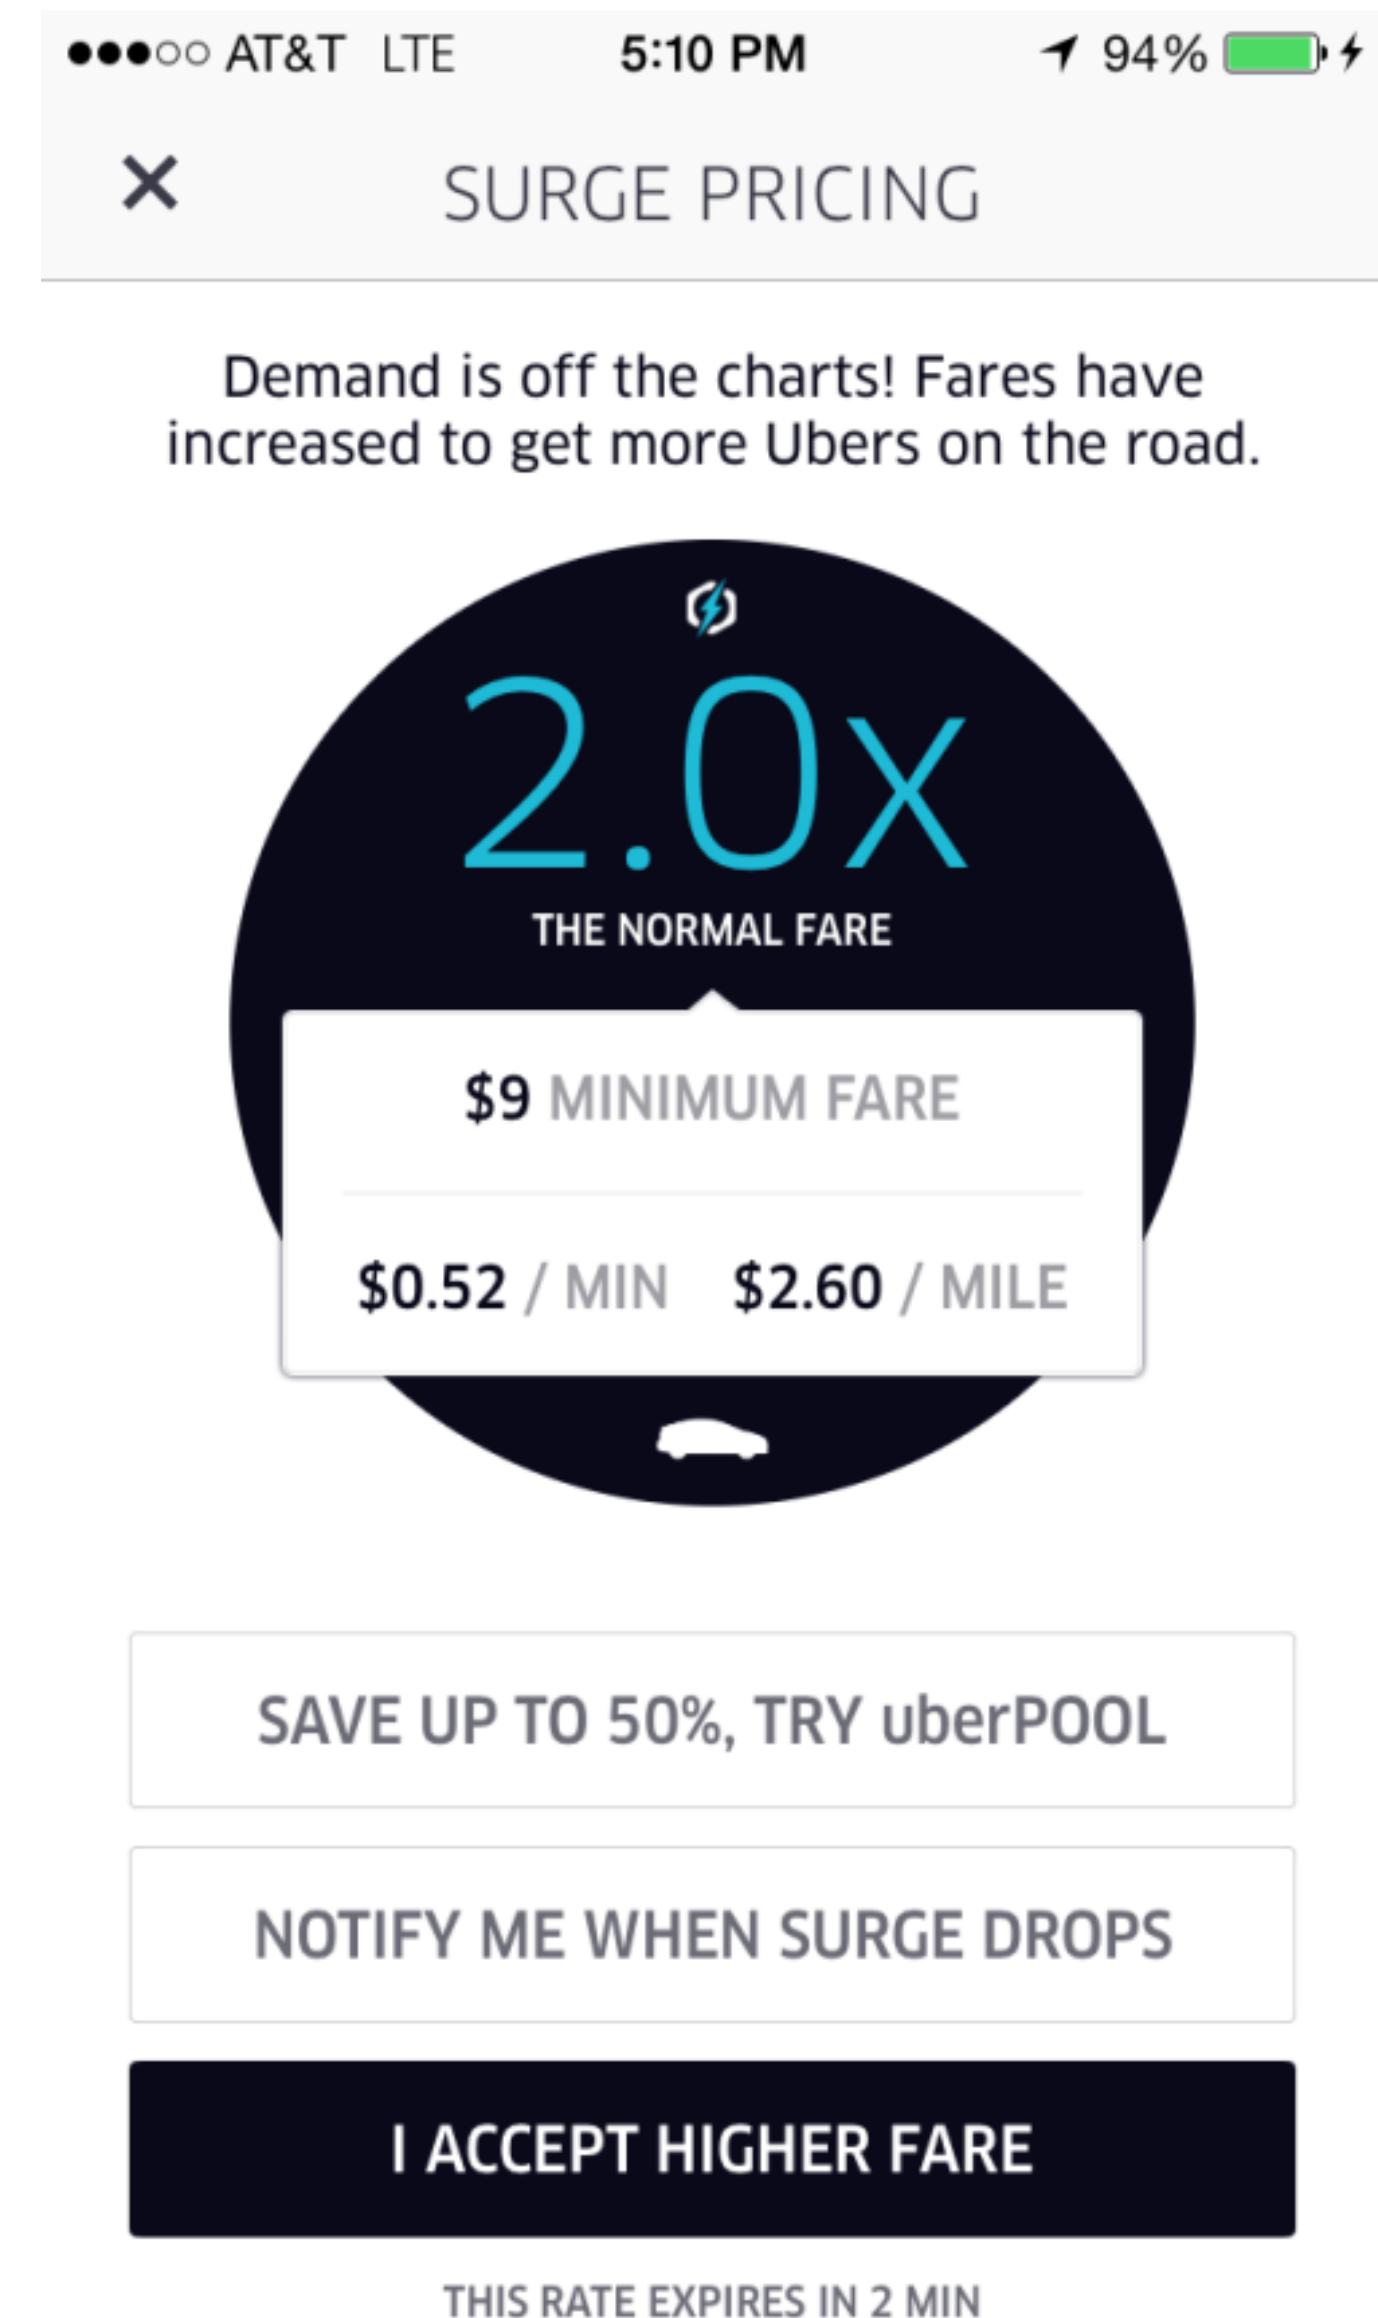 AT&T LTE 5:10 PM 94%
SURGE PRICING
Demand is off the charts! Fares have
increased to get more Ubers on the road.
2.0x
THE NORMAL FARE
$9 MINIMUM FARE
$0.52 / MIN $2.60 / MILE
SAVE UP TO 50%, TRY uberPOOL
NOTIFY ME WHEN SURGE DROPS
I ACCEPT HIGHER FARE
THIS RATE EXPIRES IN 2 MIN